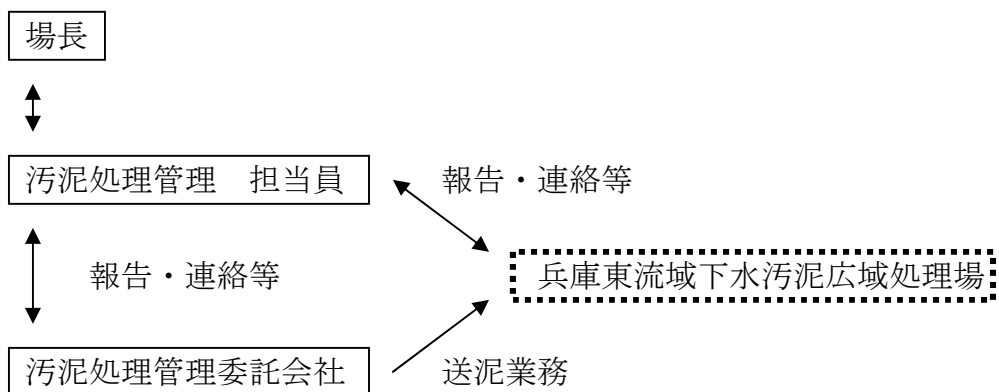 場長
汚泥処理管理　担当員
報告・連絡等
報告・連絡等
兵庫東流域下水汚泥広域処理場
汚泥処理管理委託会社
送泥業務